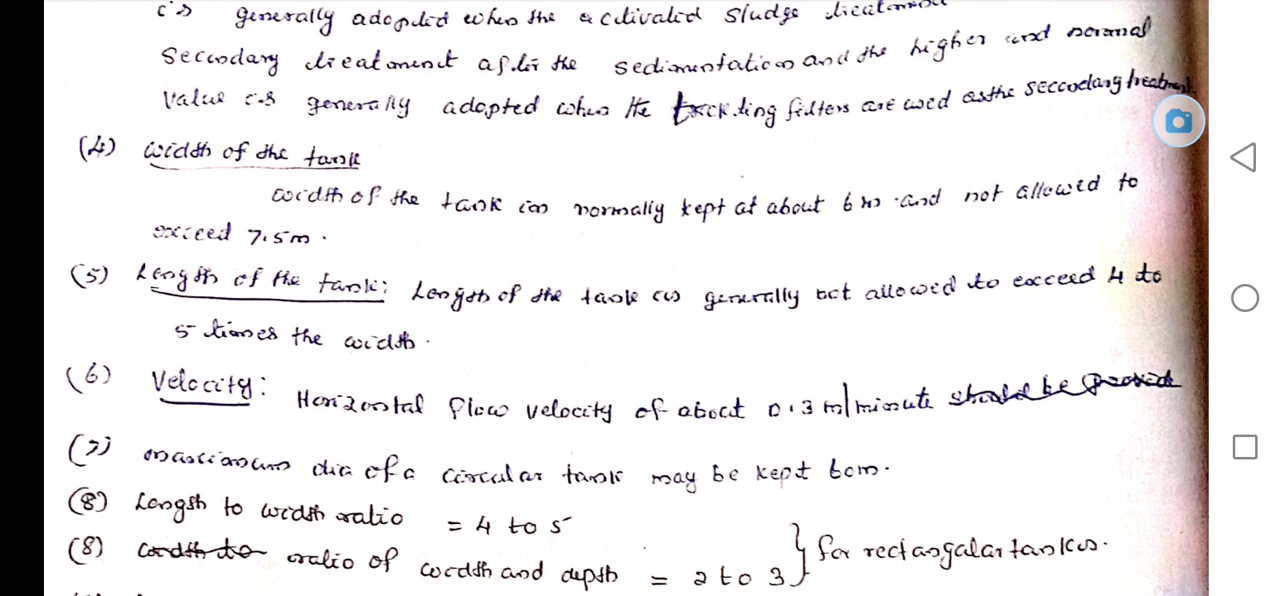 is generally adopted when the activated sludge treatment
Secondary treatment after the sedimentation and the higher and normal
Value is generally adopted when the trickling filters are used as the seccodary treatment
(4) width of the tank
width of the tank is normally kept at about 6 m and not allowed to
exceed 7.5m.
(5) Length of the tank: Length of the tank is generally not allowed to exceed 4 to
5 times the width.
(6) Velocity: Horizontal flow velocity of about 0.3 m/minute should be provide
(7) maximum dia of a circular tank may be kept 60m.
(8) Length to width ratio = 4 to 5
(8) width to ratio of width and depth = 2 to 3 } for rectangular tankes.